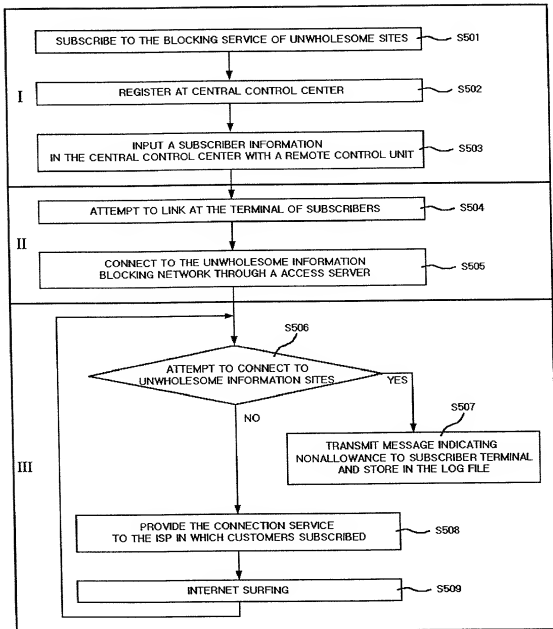 SUBSCRIBE TO THE BLOCKING SERVICE OF UNWHOLESOME SITES
S501
I
REGISTER AT CENTRAL CONTROL CENTER
S502
INPUT A SUBSCRIBER INFORMATION
IN THE CENTRAL CONTROL CENTER WITH A REMOTE CONTROL UNIT
S503
II
ATTEMPT TO LINK AT THE TERMINAL OF SUBSCRIBERS
S504
CONNECT TO THE UNWHOLESOME INFORMATION
BLOCKING NETWORK THROUGH A ACCESS SERVER
S505
III
S506
ATTEMPT TO CONNECT TO
UNWHOLESOME INFORMATION SITES
YES
NO
S507
TRANSMIT MESSAGE INDICATING
NONALLOWANCE TO SUBSCRIBER TERMINAL
AND STORE IN THE LOG FILE
PROVIDE THE CONNECTION SERVICE
TO THE ISP IN WHICH CUSTOMERS SUBSCRIBED
S508
INTERNET SURFING
S509